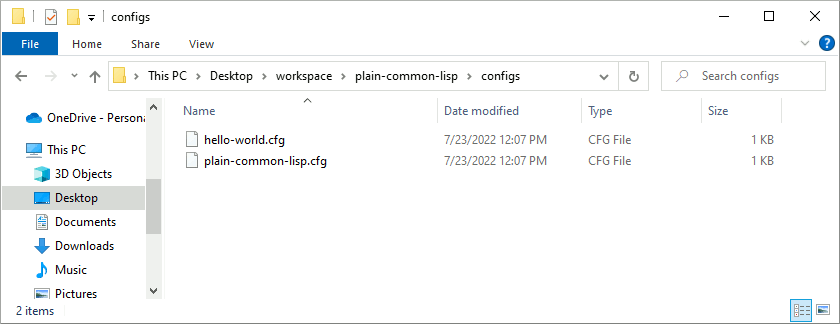 configs
File Home Share View
This PC Desktop workspace plain-common-lisp configs Search configs
Name Date modified Type Size
OneDrive - Persona
This PC
3D Objects
Desktop
Documents
Downloads
Music
Pictures
hello-world.cfg 7/23/2022 12:07 PM CFG File 1 KB
plain-common-lisp.cfg 7/23/2022 12:07 PM CFG File 1 KB
2 items